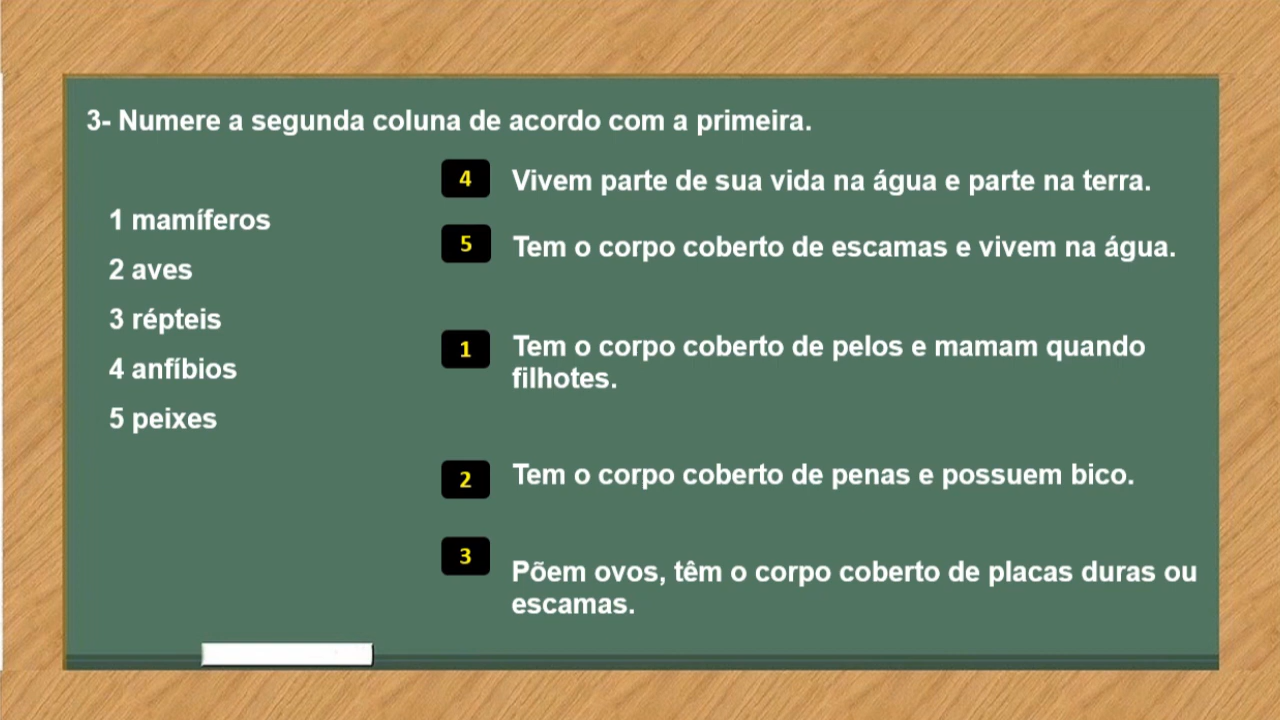 3- Numere a segunda coluna de acordo com a primeira.
1 mamíferos
2 aves
3 répteis
4 anfíbios
5 peixes
4 Vivem parte de sua vida na água e parte na terra.
5 Tem o corpo coberto de escamas e vivem na água.
1 Tem o corpo coberto de pelos e mamam quando
filhotes.
2 Tem o corpo coberto de penas e possuem bico.
3 Põem ovos, têm o corpo coberto de placas duras ou
escamas.